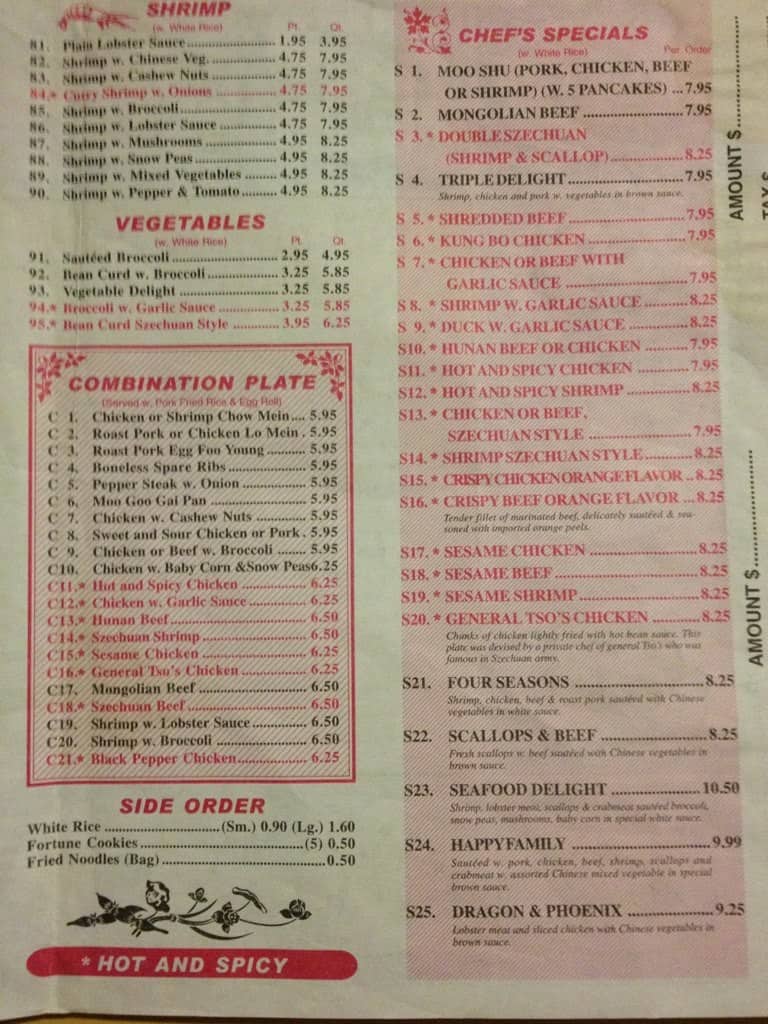 SHRIMP
(w. White Rice) Pt. Qt.
81. Plain Lobster Sauce 1.95 3.95
82. Shrimp w. Chinese Veg. 4.75 7.95
83. Shrimp w. Cashew Nuts 4.75 7.95
84.* Curry Shrimp w. Onions 4.75 7.95
85. Shrimp w. Broccoli 4.75 7.95
86. Shrimp w. Lobster Sauce 4.75 7.95
87. Shrimp w. Mushrooms 4.95 8.25
88. Shrimp w. Snow Peas 4.95 8.25
89. Shrimp w. Mixed Vegetables 4.95 8.25
90. Shrimp w. Pepper & Tomato 4.95 8.25
VEGETABLES
(w. White Rice) Pt. Qt.
91. Sautéed Broccoli 2.95 4.95
92. Bean Curd w. Broccoli 3.25 5.85
93. Vegetable Delight 3.25 5.85
94.* Broccoli w. Garlic Sauce 3.25 5.85
95.* Bean Curd Szechuan Style 3.95 6.25
COMBINATION PLATE
(Served w. Pork Fried Rice & Egg Roll)
C 1. Chicken or Shrimp Chow Mein 5.95
C 2. Roast Pork or Chicken Lo Mein 5.95
C 3. Roast Pork Egg Foo Young 5.95
C 4. Boneless Spare Ribs 5.95
C 5. Pepper Steak w. Onion 5.95
C 6. Moo Goo Gai Pan 5.95
C 7. Chicken w. Cashew Nuts 5.95
C 8. Sweet and Sour Chicken or Pork 5.95
C 9. Chicken or Beef w. Broccoli 5.95
C10. Chicken w. Baby Corn &Snow Peas 6.25
C11.* Hot and Spicy Chicken 6.25
C12.* Chicken w. Garlic Sauce 6.25
C13.* Hunan Beef 6.50
C14.* Szechuan Shrimp 6.50
C15.* Sesame Chicken 6.25
C16.* General Tso's Chicken 6.25
C17. Mongolian Beef 6.50
C18.* Szechuan Beef 6.50
C19. Shrimp w. Lobster Sauce 6.50
C20. Shrimp w. Broccoli 6.50
C21.* Black Pepper Chicken 6.25
SIDE ORDER
White Rice (Sm.) 0.90 (Lg.) 1.60
Fortune Cookies (5) 0.50
Fried Noodles (Bag) 0.50
* HOT AND SPICY
CHEF'S SPECIALS
(w. White Rice) Per Order
S 1. MOO SHU (PORK, CHICKEN, BEEF
OR SHRIMP) (W. 5 PANCAKES) 7.95
S 2. MONGOLIAN BEEF 7.95
S 3. * DOUBLE SZECHUAN
(SHRIMP & SCALLOP) 8.25
S 4. TRIPLE DELIGHT 7.95
Shrimp, chicken and pork w. vegetables in brown sauce.
S 5. * SHREDDED BEEF 7.95
S 6. * KUNG BO CHICKEN 7.95
S 7. * CHICKEN OR BEEF WITH
GARLIC SAUCE 7.95
S 8. * SHRIMP W. GARLIC SAUCE 8.25
S 9. * DUCK W. GARLIC SAUCE 8.25
S10. * HUNAN BEEF OR CHICKEN 7.95
S11. * HOT AND SPICY CHICKEN 7.95
S12. * HOT AND SPICY SHRIMP 8.25
S13. * CHICKEN OR BEEF,
SZECHUAN STYLE 7.95
S14. * SHRIMP SZECHUAN STYLE 8.25
S15. * CRISPY CHICKEN ORANGE FLAVOR 8.25
S16. * CRISPY BEEF ORANGE FLAVOR 8.25
Tender fillet of marinated beef, delicately sautéed & sea-
soned with imported orange peels.
S17. * SESAME CHICKEN 8.25
S18. * SESAME BEEF 8.25
S19. * SESAME SHRIMP 8.25
S20. * GENERAL TSO'S CHICKEN 8.25
Chunks of chicken lightly fried with hot bean sauce. This
plate was devised by a private chef of general Tso's who was
famous in Szechuan army.
S21. FOUR SEASONS 8.25
Shrimp, chicken, beef & roast pork sautéed with Chinese
vegetables in white sauce.
S22. SCALLOPS & BEEF 8.25
Fresh scallops w. beef sautéed with Chinese vegetables in
brown sauce.
S23. SEAFOOD DELIGHT 10.50
Shrimp, lobster meat, scallops & crabmeat sautéed broccoli,
snow peas, mushrooms, baby corn in special white sauce.
S24. HAPPY FAMILY 9.99
Sautéed w. pork, chicken, beef, shrimp, scallops and
crabmeat w. assorted Chinese mixed vegetable in special
brown sauce.
S25. DRAGON & PHOENIX 9.25
Lobster meat and sliced chicken with Chinese vegetables in
brown sauce.
AMOUNT $
TAX $
AMOUNT $